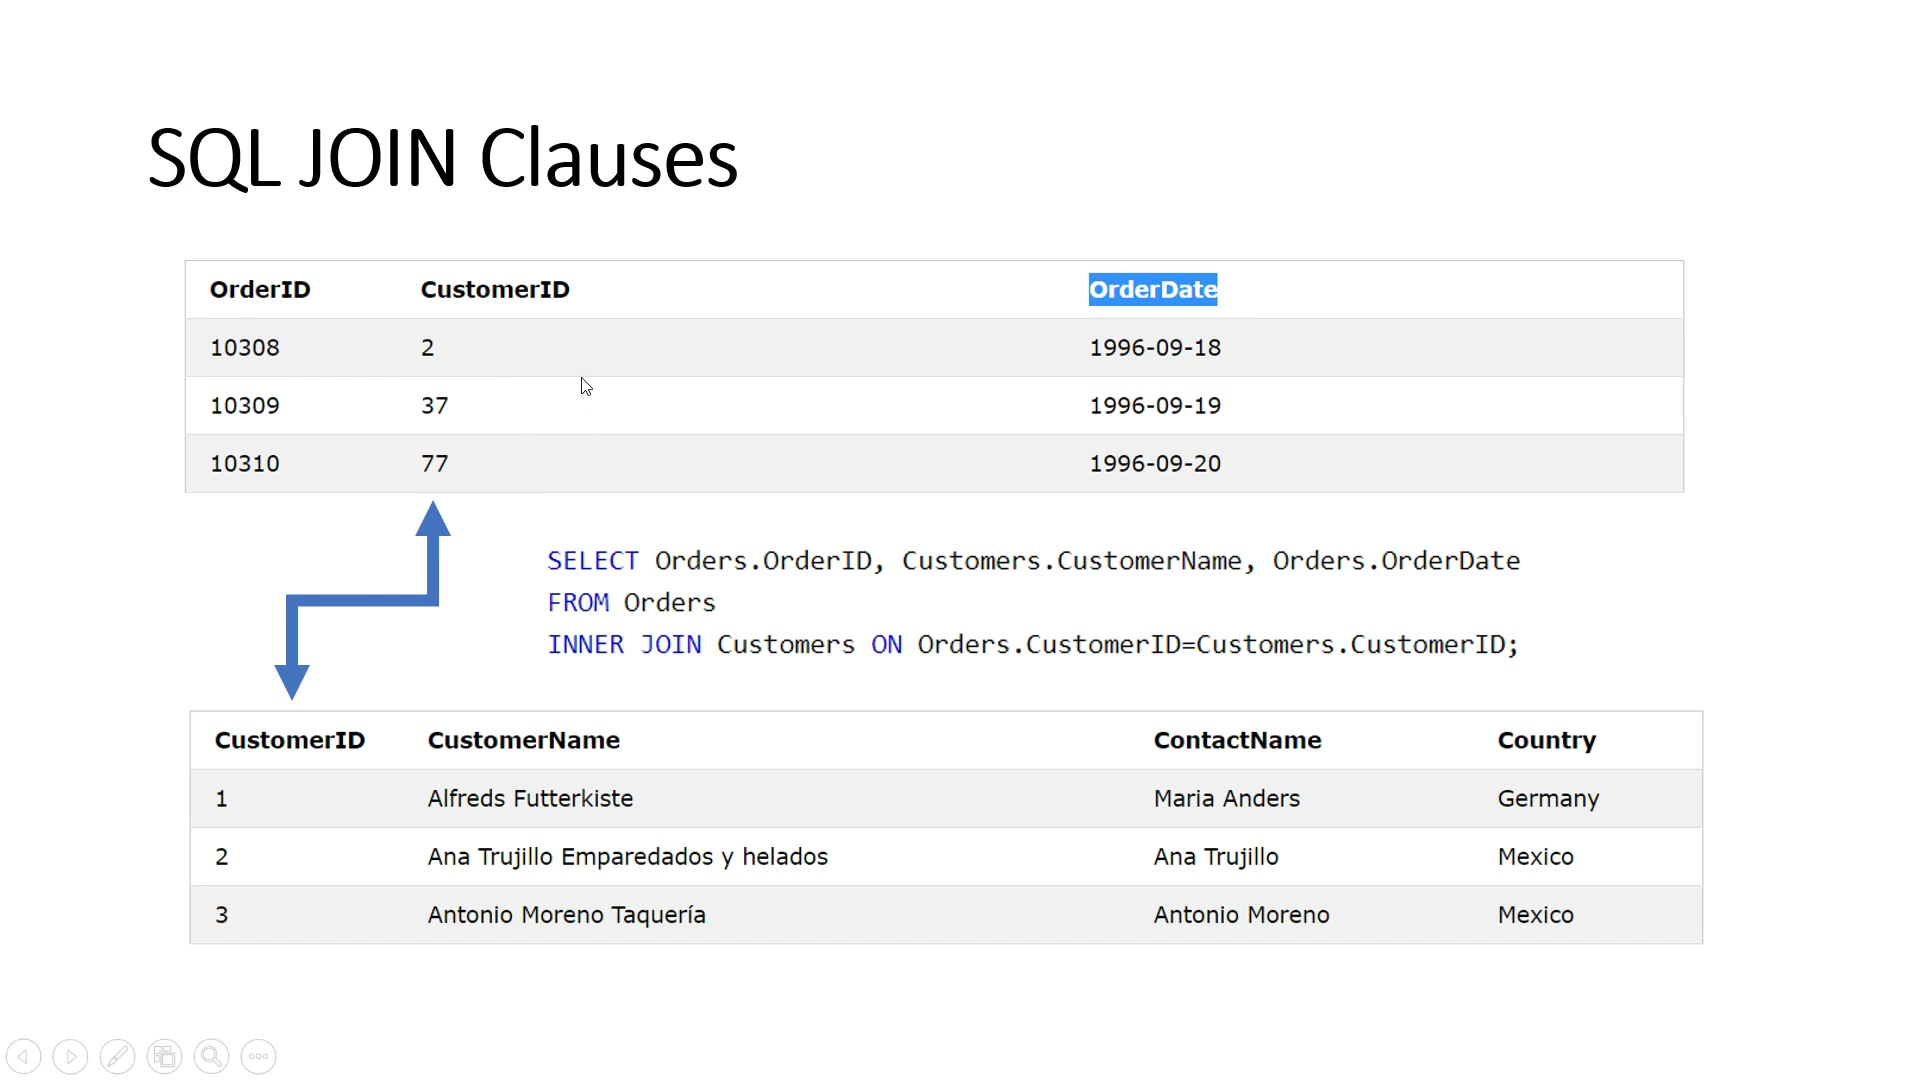 SQL JOIN Clauses
OrderID CustomerID OrderDate
10308 2 1996-09-18
10309 37 1996-09-19
10310 77 1996-09-20
SELECT Orders.OrderID, Customers.CustomerName, Orders.OrderDate
FROM Orders
INNER JOIN Customers ON Orders.CustomerID=Customers.CustomerID;
CustomerID CustomerName ContactName Country
1 Alfreds Futterkiste Maria Anders Germany
2 Ana Trujillo Emparedados y helados Ana Trujillo Mexico
3 Antonio Moreno Taquería Antonio Moreno Mexico